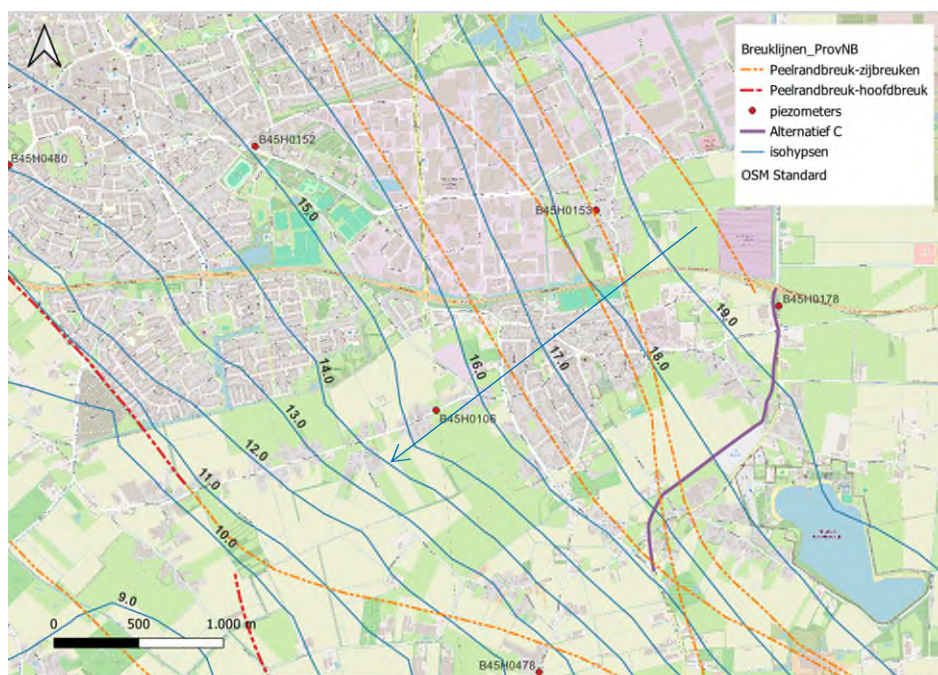 Breuklijnen_ProvNB
Peelrandbreuk-zijbreuken
Peelrandbreuk-hoofdbreuk
piezometers
Alternatief C
isohypsen
OSM Standard
B45H0152
B45H0480
15.0
B45H0153
B45H0178
19.0
14.0
16.0
17.0
18.0
13.0
B45H0106
12.0
11.0
10.0
9.0
0 500 1.000 m
B45H0478